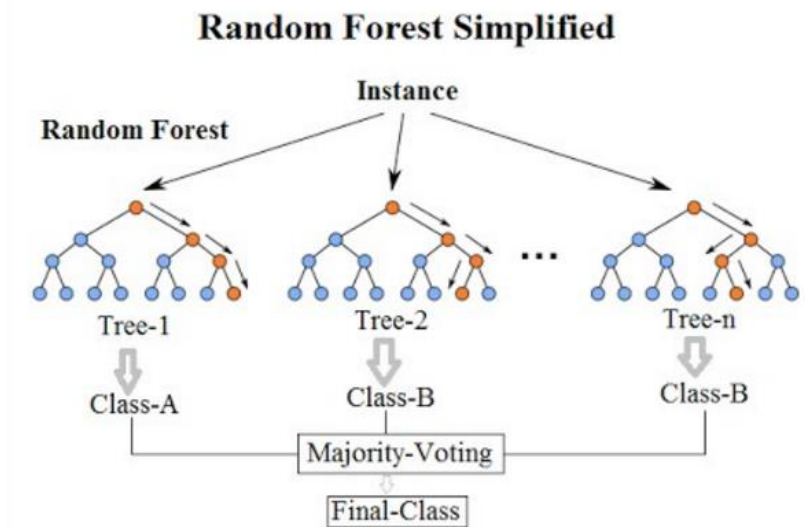 Random Forest Simplified
Instance
Random Forest
...
Tree-1
Tree-2
Tree-n
Class-A
Class-B
Class-B
Majority-Voting
Final-Class